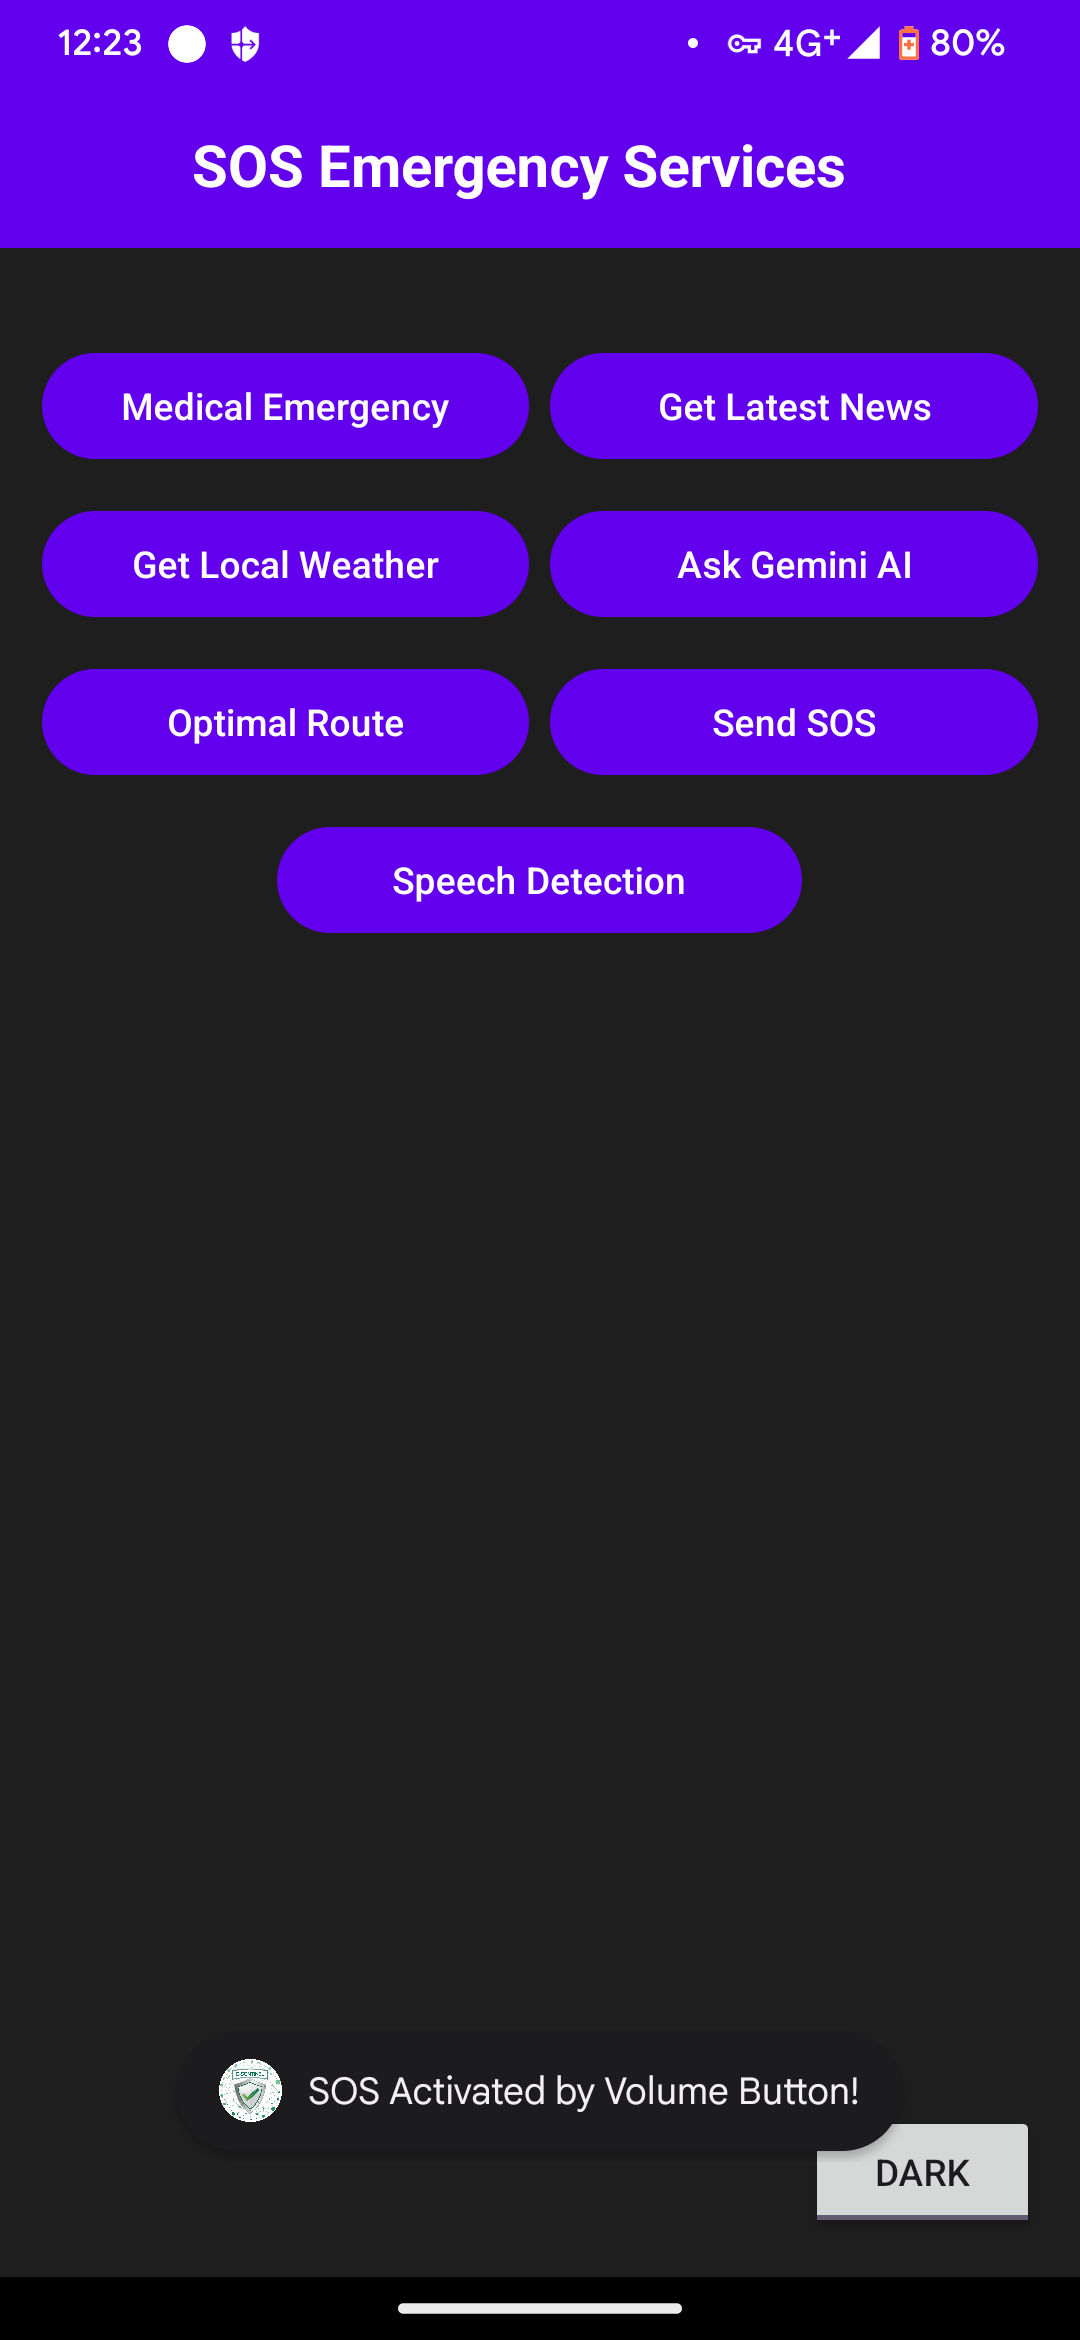 12:23 4G+ 80%
SOS Emergency Services
Medical Emergency
Get Latest News
Get Local Weather
Ask Gemini AI
Optimal Route
Send SOS
Speech Detection
SOS Activated by Volume Button!
DARK